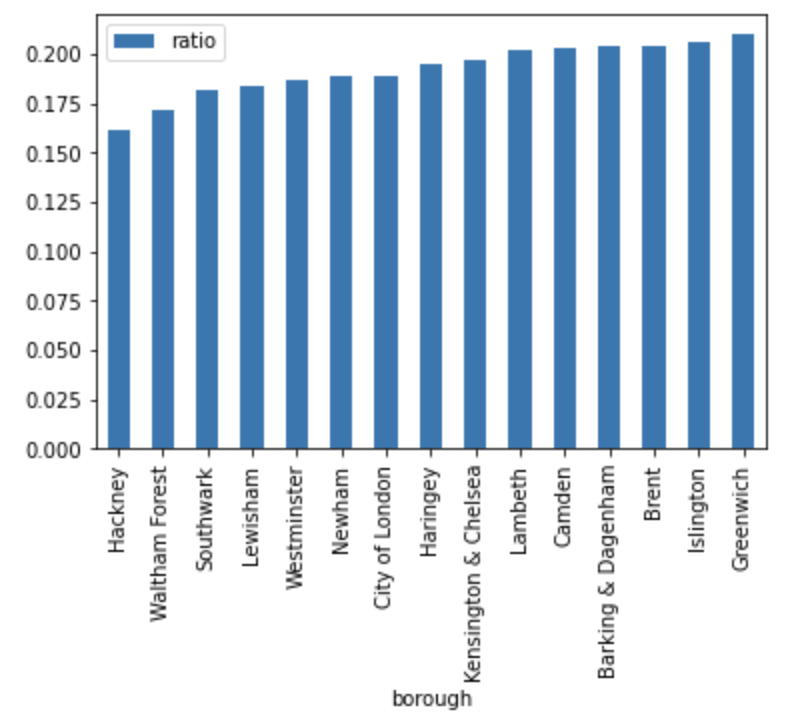 ratio
0.200
0.175
0.150
0.125
0.100
0.075
0.050
0.025
0.000
Hackney
Waltham Forest
Southwark
Lewisham
Westminster
Newham
City of London
Haringey
Kensington & Chelsea
Lambeth
Camden
Barking & Dagenham
Brent
Islington
Greenwich
borough